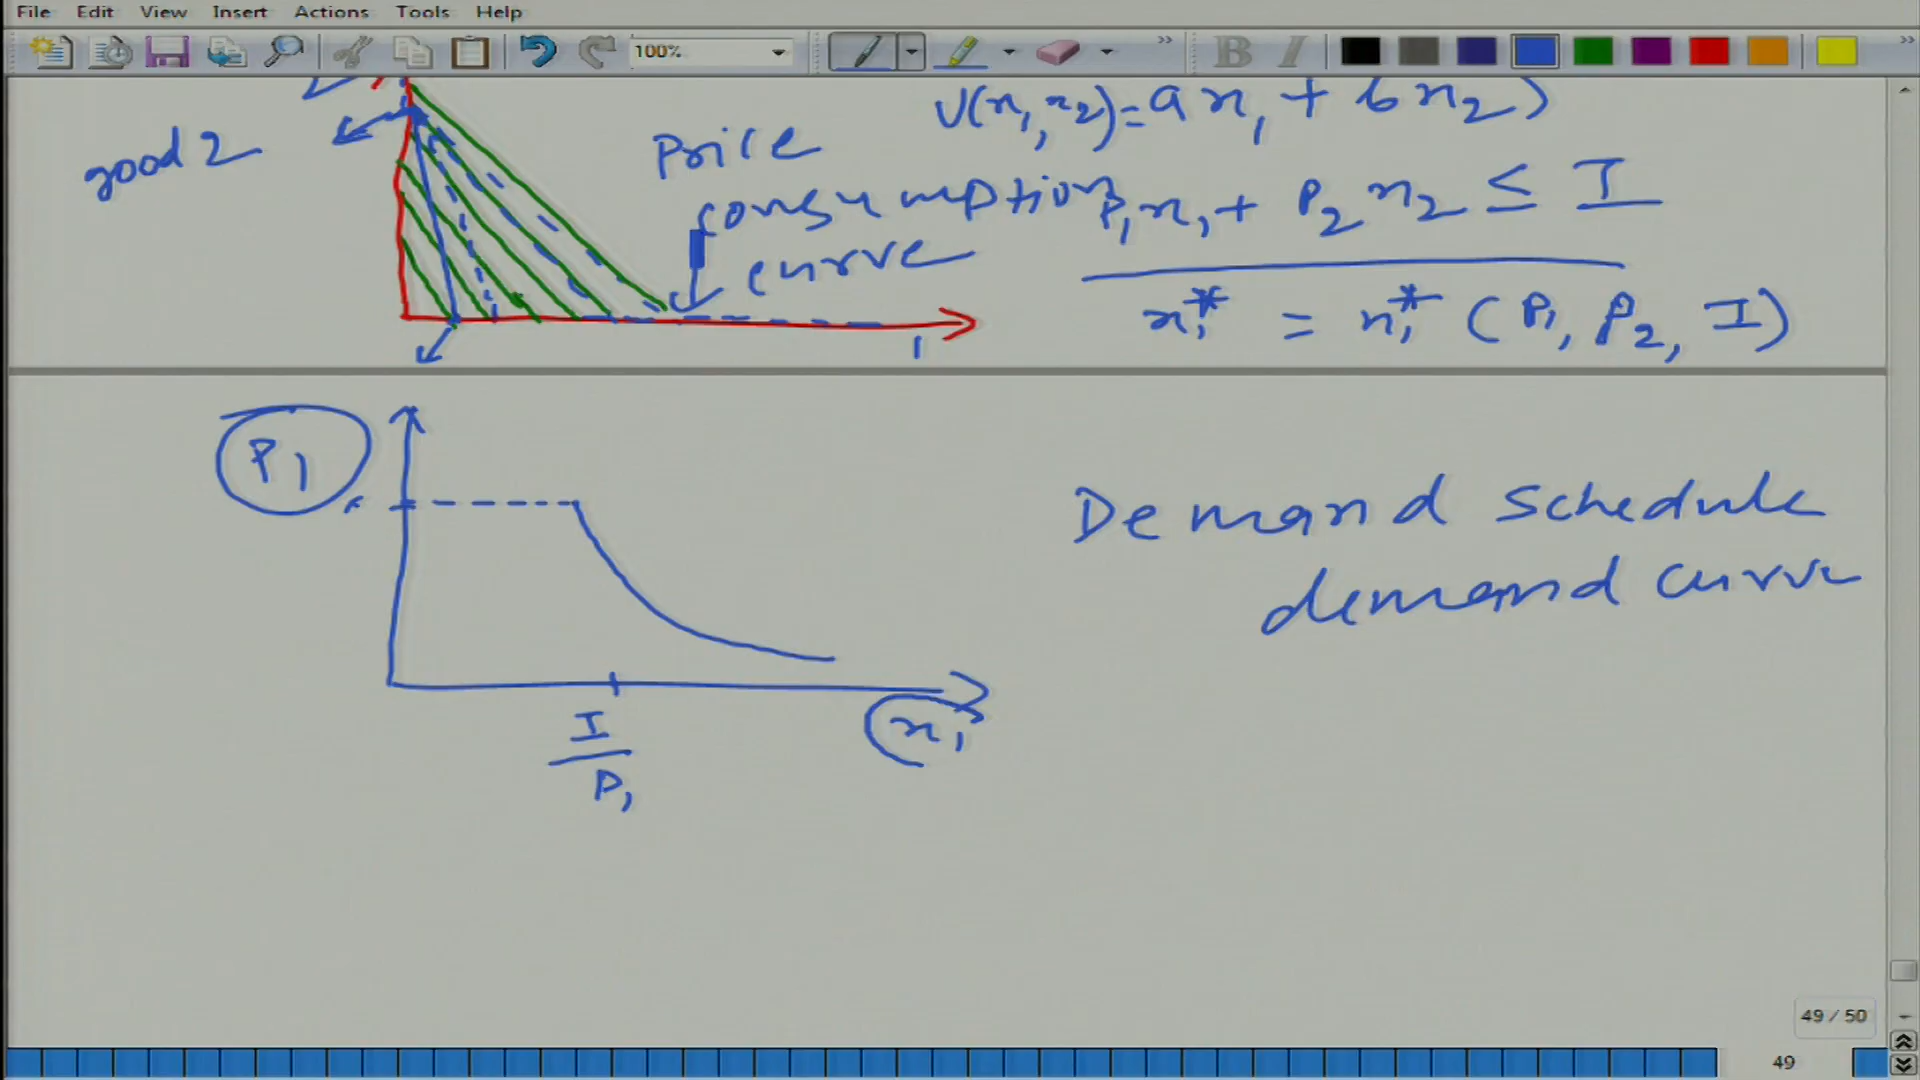 File Edit View Insert Actions Tools Help
100%
B I
U(x1, x2) = ax1 + bx2)
good 2
Price
consumption
curve
P1x1 + P2x2 ≤ I
x1* = x1* (P1, P2, I)
1
P1
Demand schedule
demand curve
I
P1
x1
49 / 50
49